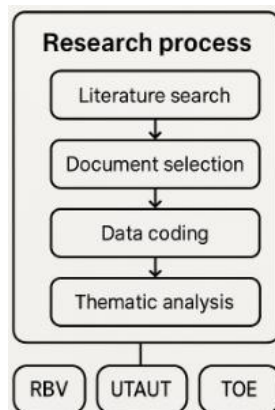 Research process
Literature search
Document selection
Data coding
Thematic analysis
RBV
UTAUT
TOE